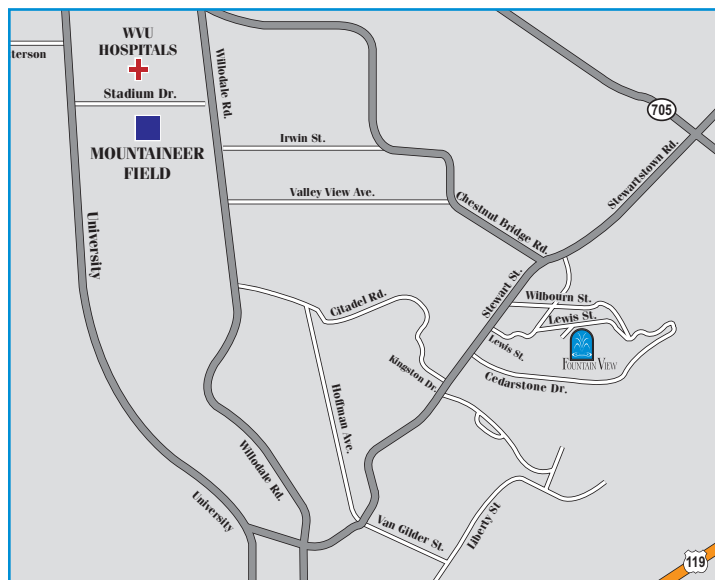 terson
WVU
HOSPITALS
Stadium Dr.
MOUNTAINEER
FIELD
Willodale Rd.
Irwin St.
Valley View Ave.
705
Stewartstown Rd.
Chestnut Bridge Rd.
University
Stewart St.
Wilbourn St.
Lewis St.
Lewis St.
FOUNTAIN VIEW
Cedarstone Dr.
Citadel Rd.
Kingston Dr.
Hoffman Ave.
Willodale Rd.
University
Van Gilder St.
Liberty St
119